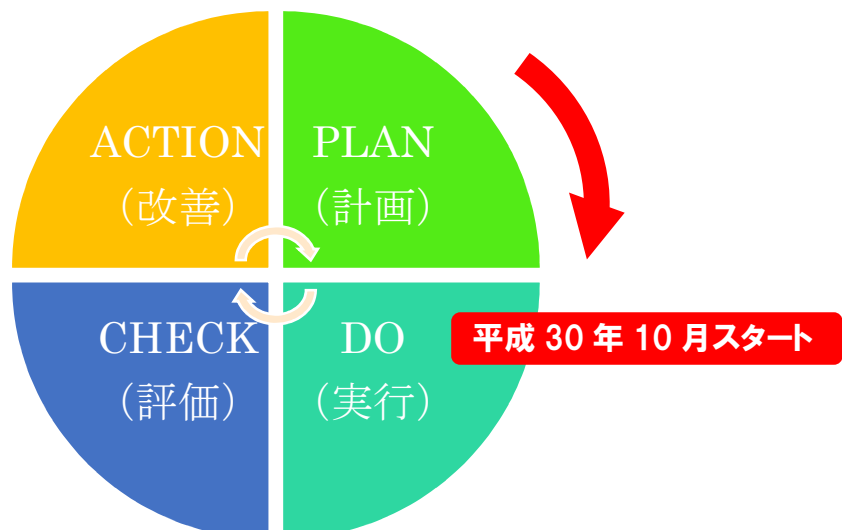 ACTION
（改善）
PLAN
（計画）
CHECK
（評価）
DO
（実行）
平成 30 年 10 月スタート